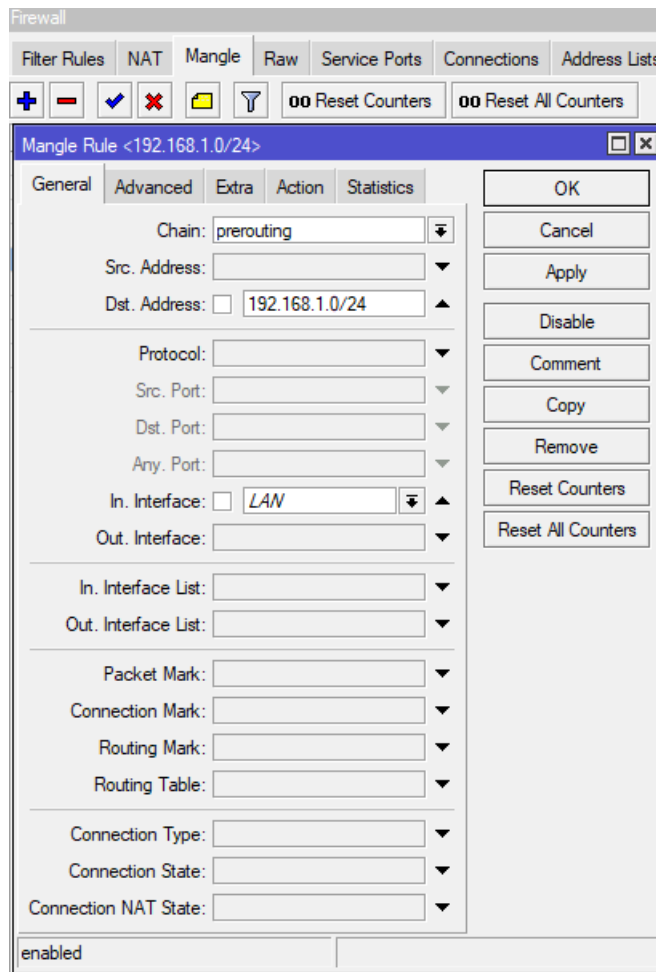 Firewall
Filter Rules NAT Mangle Raw Service Ports Connections Address Lists
00 Reset Counters 00 Reset All Counters
Mangle Rule <192.168.1.0/24>
General Advanced Extra Action Statistics
OK
Chain: prerouting
Cancel
Src. Address:
Apply
Dst. Address: 192.168.1.0/24
Disable
Protocol:
Comment
Src. Port:
Copy
Dst. Port:
Remove
Any. Port:
Reset Counters
In. Interface: LAN
Reset All Counters
Out. Interface:
In. Interface List:
Out. Interface List:
Packet Mark:
Connection Mark:
Routing Mark:
Routing Table:
Connection Type:
Connection State:
Connection NAT State:
enabled